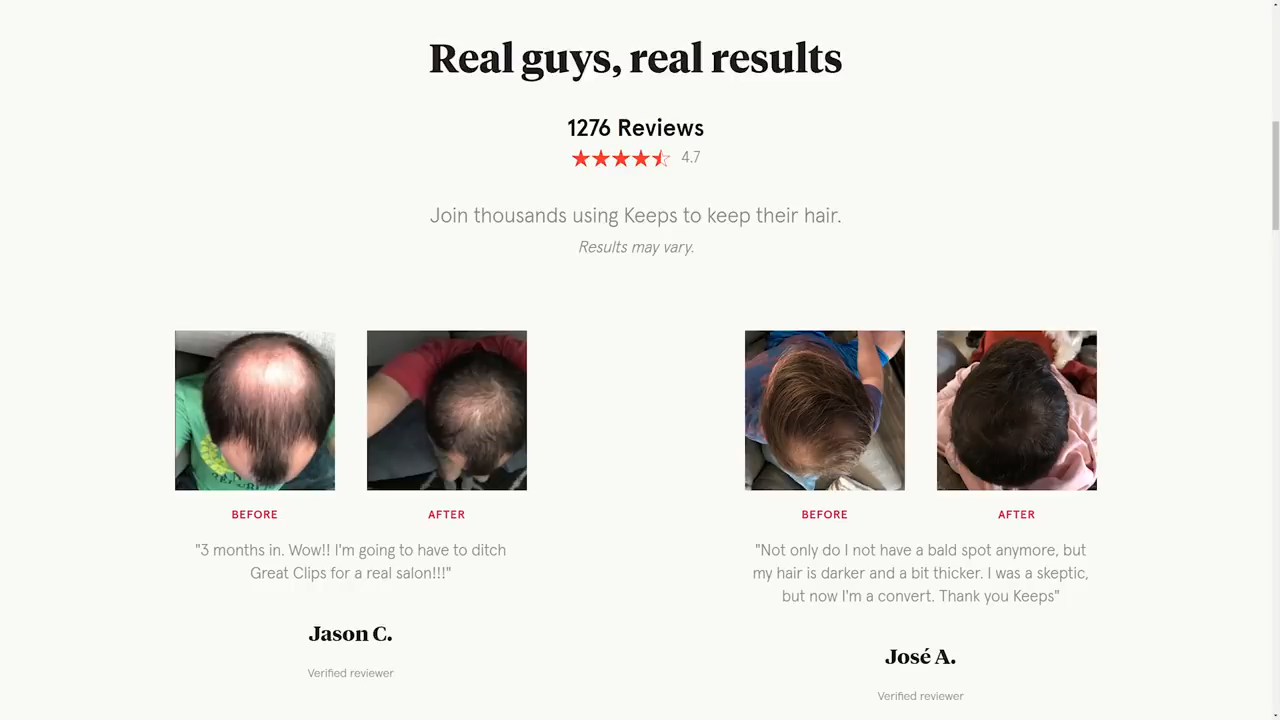 Real guys, real results
1276 Reviews
4.7
Join thousands using Keeps to keep their hair.
Results may vary.
BEFORE
AFTER
"3 months in. Wow!! I'm going to have to ditch
Great Clips for a real salon!!!"
Jason C.
Verified reviewer
BEFORE
AFTER
"Not only do I not have a bald spot anymore, but
my hair is darker and a bit thicker. I was a skeptic,
but now I'm a convert. Thank you Keeps"
José A.
Verified reviewer